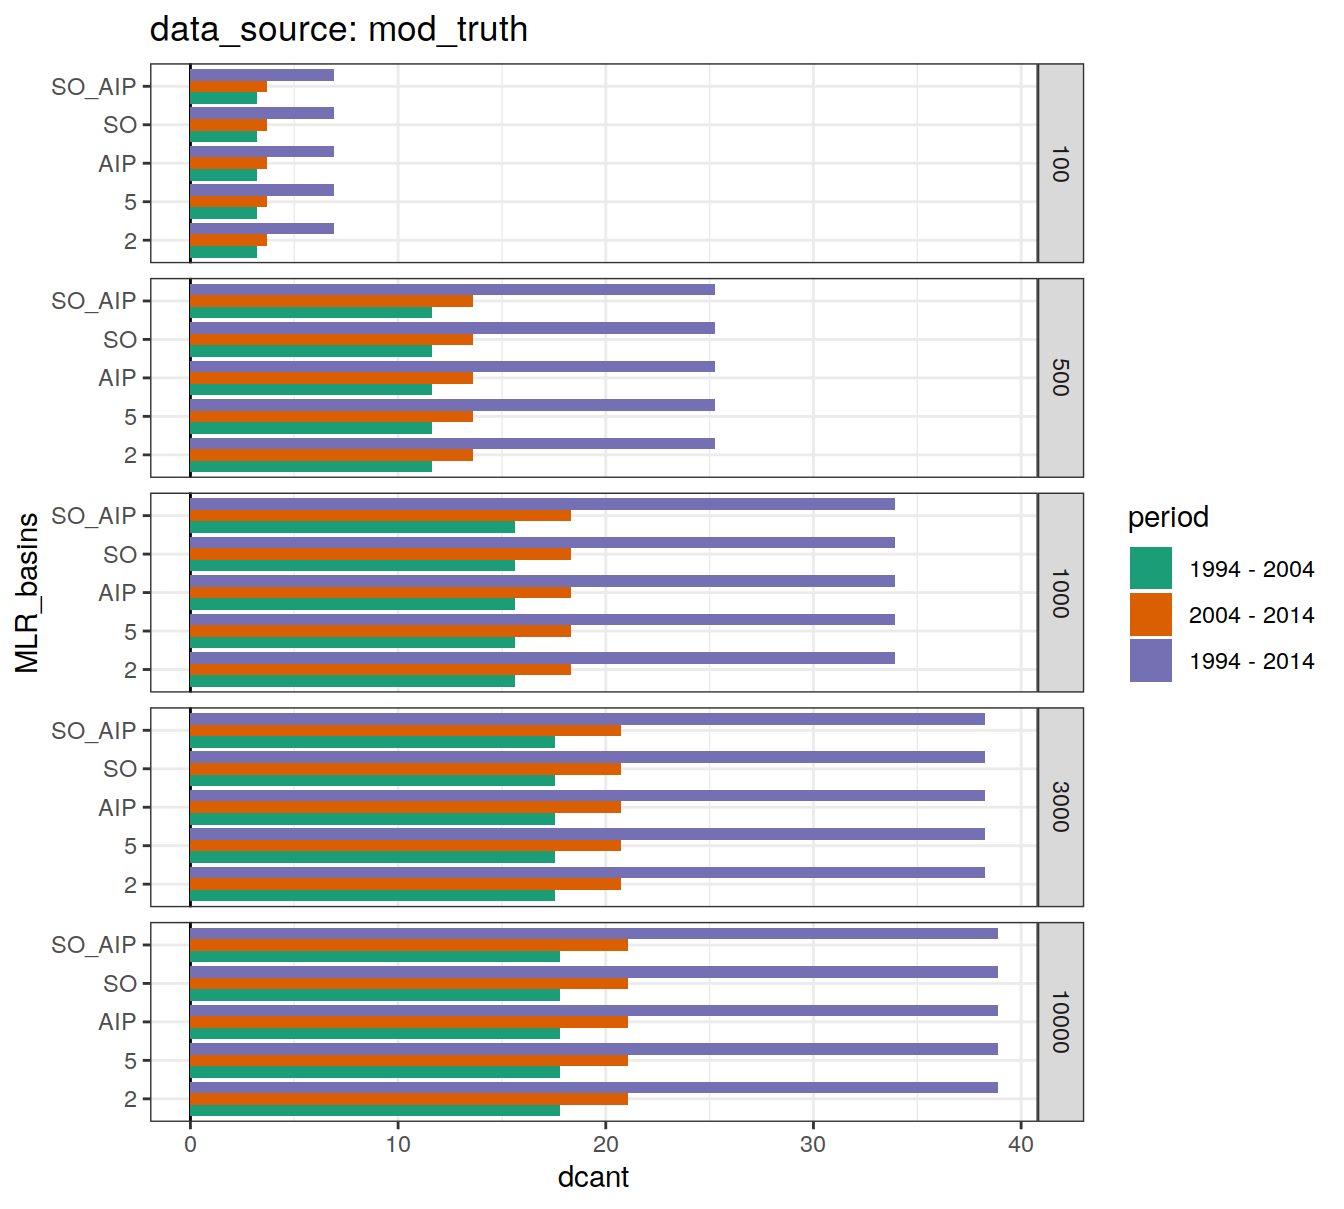 data_source: mod_truth
SO_AIP
SO
AIP
5
2
100
SO_AIP
SO
AIP
5
2
500
SO_AIP
SO
AIP
5
2
1000
SO_AIP
SO
AIP
5
2
3000
SO_AIP
SO
AIP
5
2
10000
MLR_basins
0 10 20 30 40
dcant
period
1994 - 2004
2004 - 2014
1994 - 2014